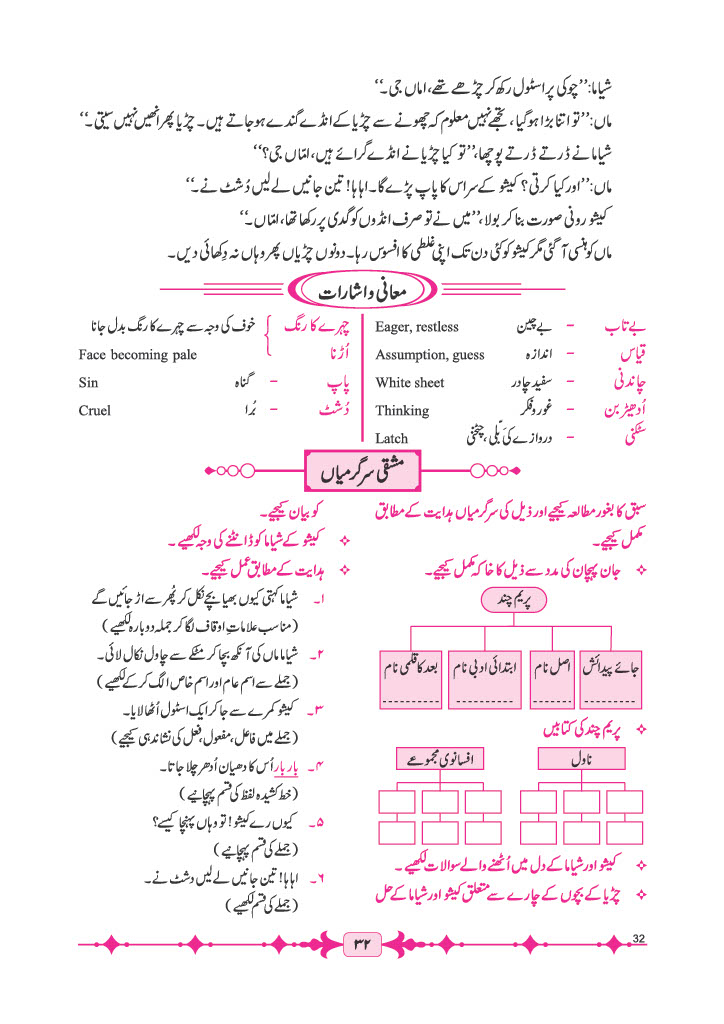 شیاما: ’’چوکی پر اسٹول رکھ کر چڑھے تھے، اماں جی۔‘‘
ماں: ’’تو اتنا بڑا ہوگیا، تجھے نہیں معلوم کہ چھونے سے چڑیا کے انڈے گندے ہو جاتے ہیں۔ چڑیا پھر انھیں نہیں سیتی۔‘‘
شیاما نے ڈرتے ڈرتے پوچھا، ’’تو کیا چڑیا نے انڈے گرائے ہیں، امّاں جی؟‘‘
ماں: ’’اور کیا کرتی؟ کیشو کے سر اس کا پاپ پڑے گا۔ اہاہا! تین جانیں لے لیں دُشٹ نے۔‘‘
کیشو رونی صورت بنا کر بولا، ’’میں نے تو صرف انڈوں کو گدی پر رکھا تھا، امّاں۔‘‘
ماں کو ہنسی آ گئی مگر کیشو کو کئی دن تک اپنی غلطی کا افسوس رہا۔ دونوں چڑیاں پھر وہاں نہ دِکھائی دیں۔
معانی و اشارات
بے تاب – بے چین Eager, restless
قیاس – اندازہ Assumption, guess
چاندنی – سفید چادر White sheet
اُدھیڑبن – غور و فکر Thinking
سٹکنی – دروازے کی بلّی، چٹخنی Latch
چہرے کا رنگ اُڑنا { خوف کی وجہ سے چہرے کا رنگ بدل جانا
Face becoming pale
پاپ – گناہ Sin
دُشٹ – بُرا Cruel
مشقی سرگرمیاں
سبق کا بغور مطالعہ کیجیے اور ذیل کی سرگرمیاں ہدایت کے مطابق
مکمل کیجیے۔
❖ جان پہچان کی مدد سے ذیل کا خاکہ مکمل کیجیے۔
پریم چند
جائے پیدائش
اصل نام
ابتدائی ادبی نام
بعد کا قلمی نام
❖ پریم چند کی کتابیں
ناول
افسانوی مجموعے
❖ کیشو اور شیاما کے دل میں اُٹھنے والے سوالات لکھیے۔
❖ چڑیا کے بچوں کے چارے سے متعلق کیشو اور شیاما کے حل
کو بیان کیجیے۔
❖ کیشو کے شیاما کو ڈانٹنے کی وجہ لکھیے۔
❖ ہدایت کے مطابق عمل کیجیے۔
۱۔ شیاما کہتی کیوں بھیا بچے نکل کر پُھر سے اڑ جائیں گے
(مناسب علاماتِ اوقاف لگا کر جملہ دوبارہ لکھیے)
۲۔ شیاما ماں کی آنکھ بچا کر مٹکے سے چاول نکال لائی۔
(جملے سے اسم عام اور اسم خاص الگ کر کے لکھیے)
۳۔ کیشو کمرے سے جا کر ایک اسٹول اُٹھا لایا۔
(جملے میں فاعل، مفعول، فعل کی نشاندہی کیجیے)
۴۔ بار بار اُس کا دھیان اُدھر چلا جاتا۔
(خط کشیدہ لفظ کی قسم پہچانیے)
۵۔ کیوں رے کیشو! تو وہاں پہنچا کیسے؟
(جملے کی قسم پہچانیے)
۶۔ اہاہا! تین جانیں لے لیں دشٹ نے۔
(جملے کی قسم لکھیے)
32
۳۲